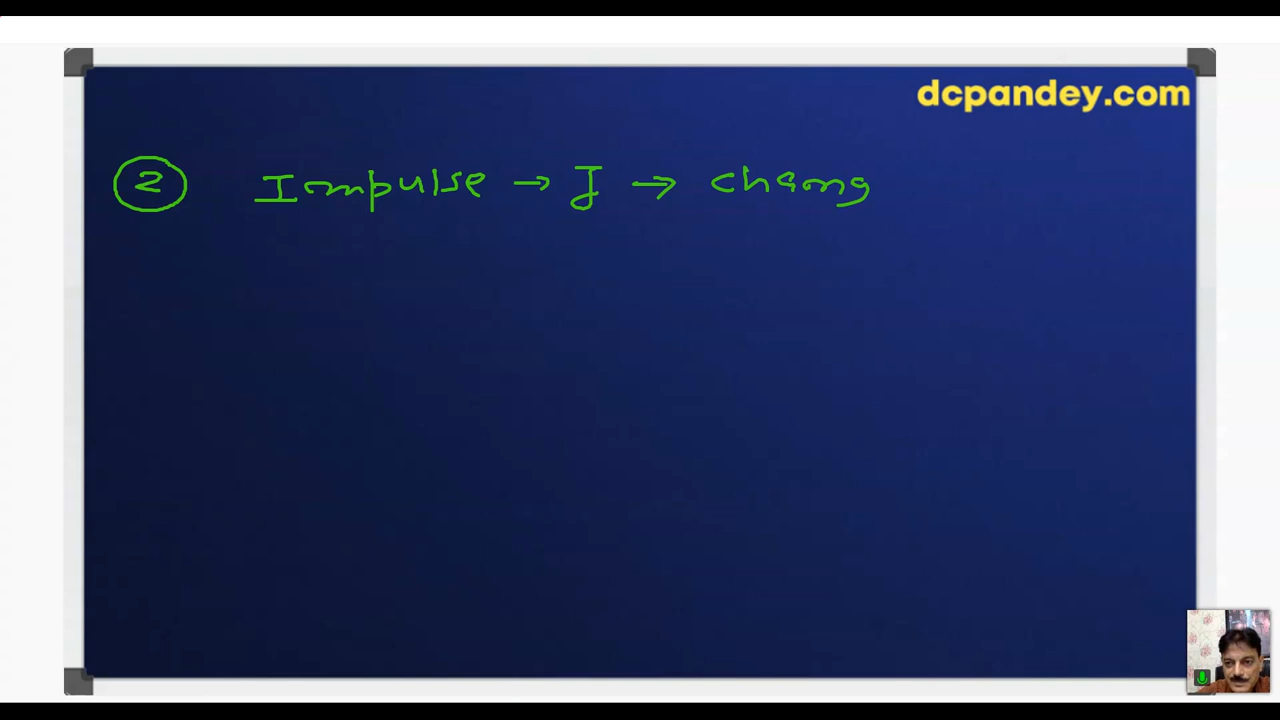 dcpandey.com
2 Impulse → J → chang